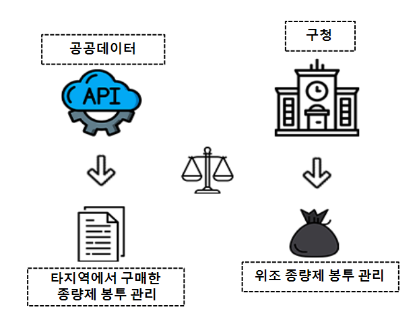 공공데이터
구청
API
타지역에서 구매한
종량제 봉투 관리
위조 종량제 봉투 관리